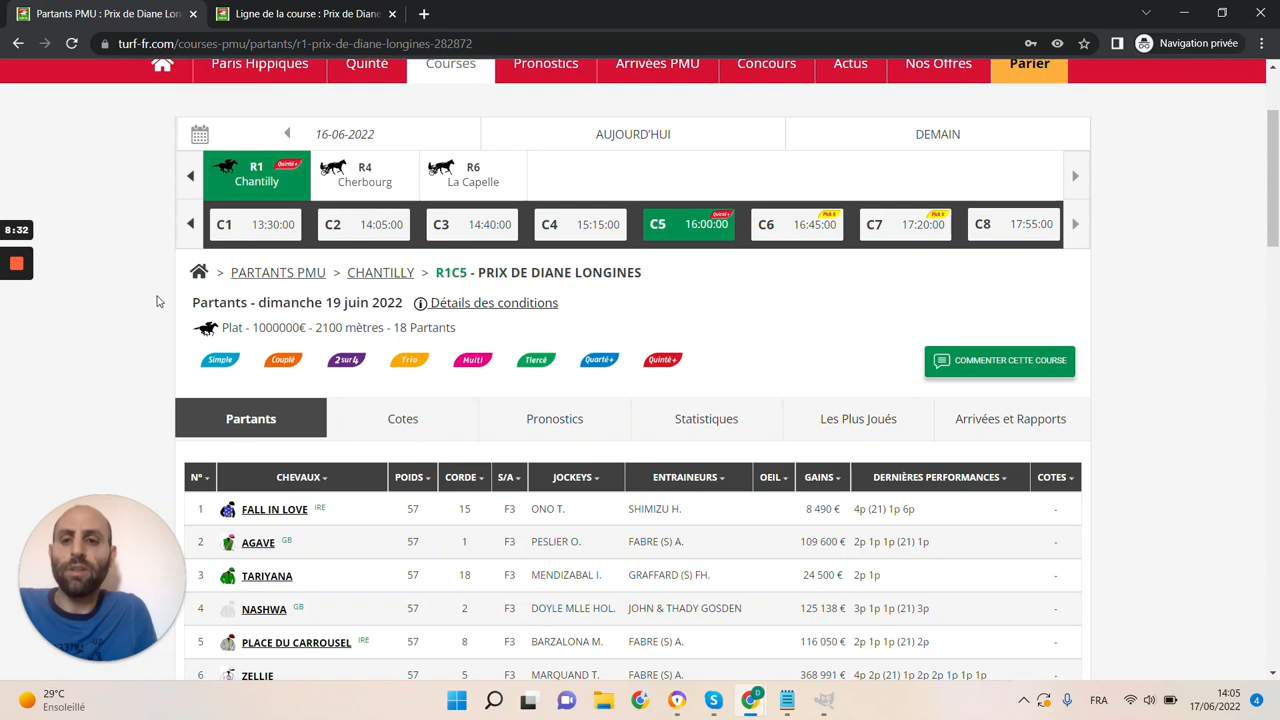 Partants PMU : Prix de Diane Lon
Ligne de la course : Prix de Diane
turf-fr.com/courses-pmu/partants/r1-prix-de-diane-longines-282872
Navigation privée
Paris Hippiques
Quinté
Courses
Pronostics
Arrivées PMU
Concours
Actus
Nos Offres
Parier
16-06-2022
AUJOURD'HUI
DEMAIN
R1 Quinté+
Chantilly
R4
Cherbourg
R6
La Capelle
8:32
C1 13:30:00
C2 14:05:00
C3 14:40:00
C4 15:15:00
C5 16:00:00 Quinté+
C6 16:45:00 Pick 5
C7 17:20:00 Pick 5
C8 17:55:00
> PARTANTS PMU > CHANTILLY > R1C5 - PRIX DE DIANE LONGINES
Partants - dimanche 19 juin 2022 Détails des conditions
Plat - 1000000€ - 2100 mètres - 18 Partants
Simple Couplé 2sur4 Trio Multi Tiercé Quarté+ Quinté+
COMMENTER CETTE COURSE
Partants Cotes Pronostics Statistiques Les Plus Joués Arrivées et Rapports
N° CHEVAUX POIDS CORDE S/A JOCKEYS ENTRAINEURS OEIL GAINS DERNIÈRES PERFORMANCES COTES
1 FALL IN LOVE IRE 57 15 F3 ONO T. SHIMIZU H. 8 490 € 4p (21) 1p 6p -
2 AGAVE GB 57 1 F3 PESLIER O. FABRE (S) A. 109 600 € 2p 1p 1p (21) 1p -
3 TARIYANA 57 18 F3 MENDIZABAL I. GRAFFARD (S) FH. 24 500 € 2p 1p -
4 NASHWA GB 57 2 F3 DOYLE MLLE HOL. JOHN & THADY GOSDEN 125 138 € 3p 1p 1p (21) 3p -
5 PLACE DU CARROUSEL IRE 57 8 F3 BARZALONA M. FABRE (S) A. 116 050 € 2p 1p 1p (21) 2p -
6 ZELLIE 57 5 F3 MARQUAND T. FABRE (S) A. 368 991 € 4p 2p (21) 1p 2p 2p 1p 1p 1p -
29°C
Ensoleillé
FRA
14:05
17/06/2022
4